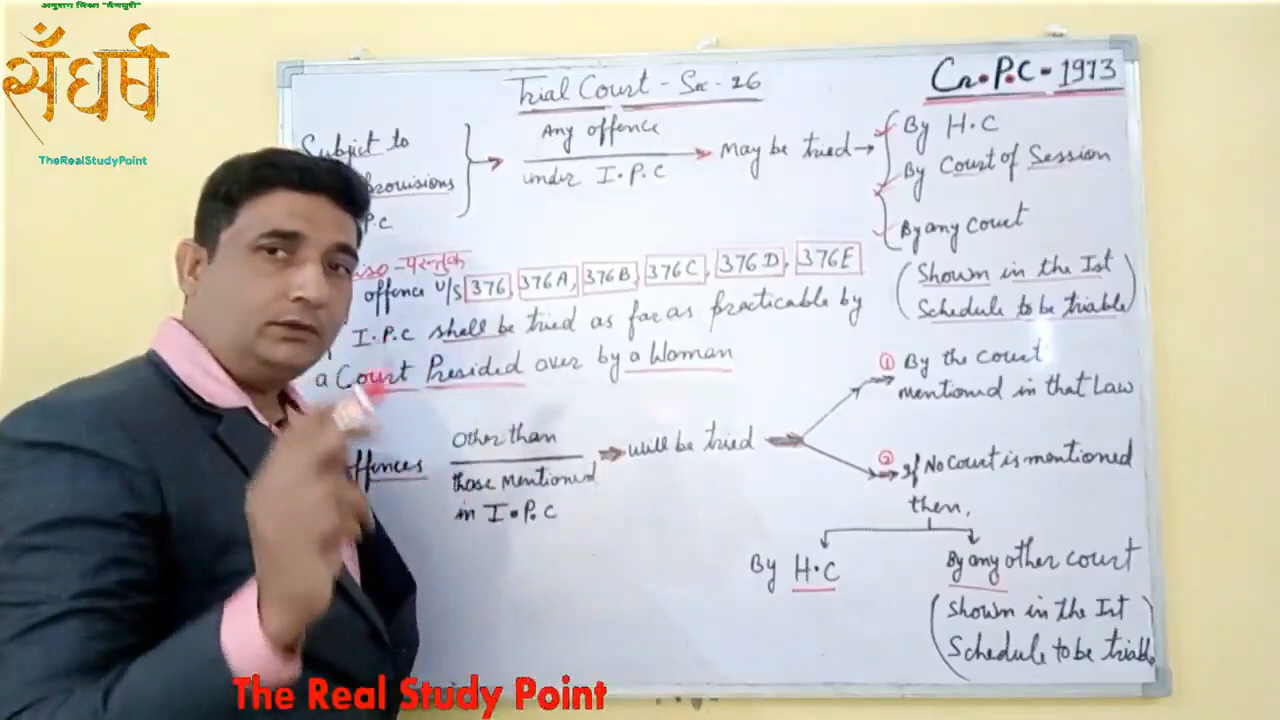 संघर्ष
TheRealStudyPoint
Trial Court - Sec - 26
Cr.P.C - 1973
Subject to
provisions
P.C
Any offence
under I.P.C
May be tried
By H.C
By Court of Session
By any Court
(Shown in the Ist
Schedule to be triable)
परन्तुक
offence u/s 376, 376A, 376B, 376C, 376D, 376E
I.P.C shall be tried as far as practicable by
a Court Presided over by a Woman
ffences
Other than
those Mentioned
in I.P.C
will be tried
① By the Court
mentioned in that Law
② If No Court is mentioned
then,
By H.C
By any other court
(Shown in the Ist
Schedule to be triable
The Real Study Point